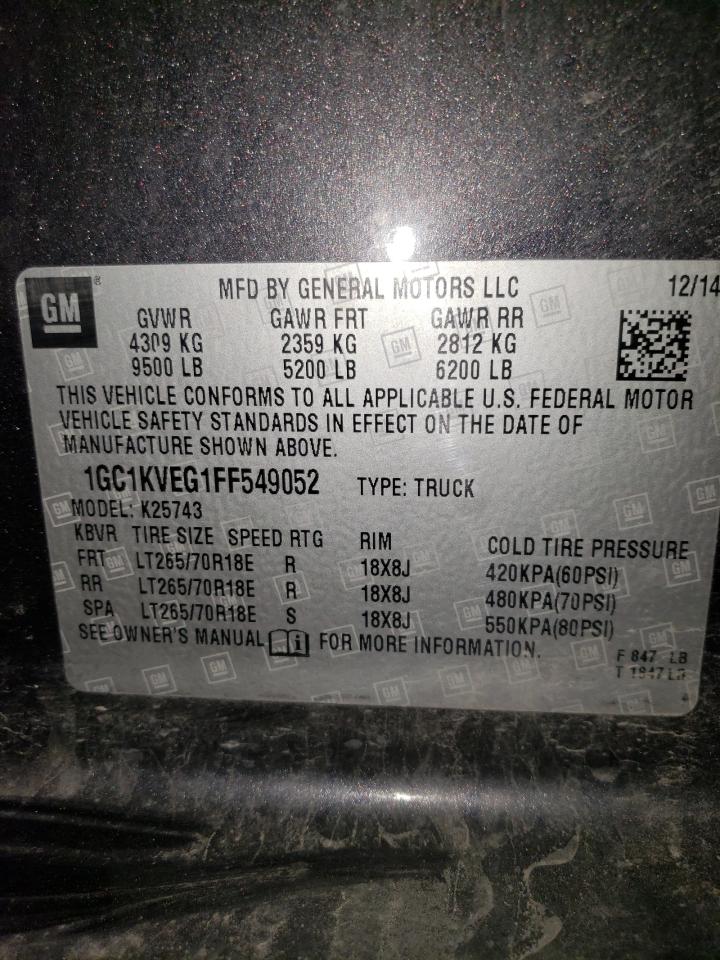 GM
MFD BY GENERAL MOTORS LLC 12/14
GVWR GAWR FRT GAWR RR
4309 KG 2359 KG 2812 KG
9500 LB 5200 LB 6200 LB
THIS VEHICLE CONFORMS TO ALL APPLICABLE U.S. FEDERAL MOTOR
VEHICLE SAFETY STANDARDS IN EFFECT ON THE DATE OF
MANUFACTURE SHOWN ABOVE.
1GC1KVEG1FF549052 TYPE: TRUCK
MODEL: K25743
KBVR TIRE SIZE SPEED RTG RIM COLD TIRE PRESSURE
FRT LT265/70R18E R 18X8J 420KPA(60PSI)
RR LT265/70R18E R 18X8J 480KPA(70PSI)
SPA LT265/70R18E S 18X8J 550KPA(80PSI)
SEE OWNER'S MANUAL FOR MORE INFORMATION.
F 847 LB
T 1847 LB